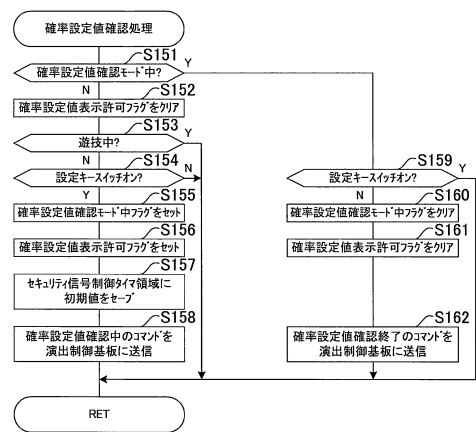 確率設定値確認処理
S151
確率設定値確認モード中?
Y
N
S152
確率設定値表示許可フラグをクリア
S153
遊技中?
Y
N
S154
設定キースイッチオン?
N
Y
S155
確率設定値確認モード中フラグをセット
S156
確率設定値表示許可フラグをセット
S157
セキュリティ信号制御タイマ領域に
初期値をセーブ
S158
確率設定値確認中のコマンドを
演出制御基板に送信
S159
設定キースイッチオン?
Y
N
S160
確率設定値確認モード中フラグをクリア
S161
確率設定値表示許可フラグをクリア
S162
確率設定値確認終了のコマンドを
演出制御基板に送信
RET